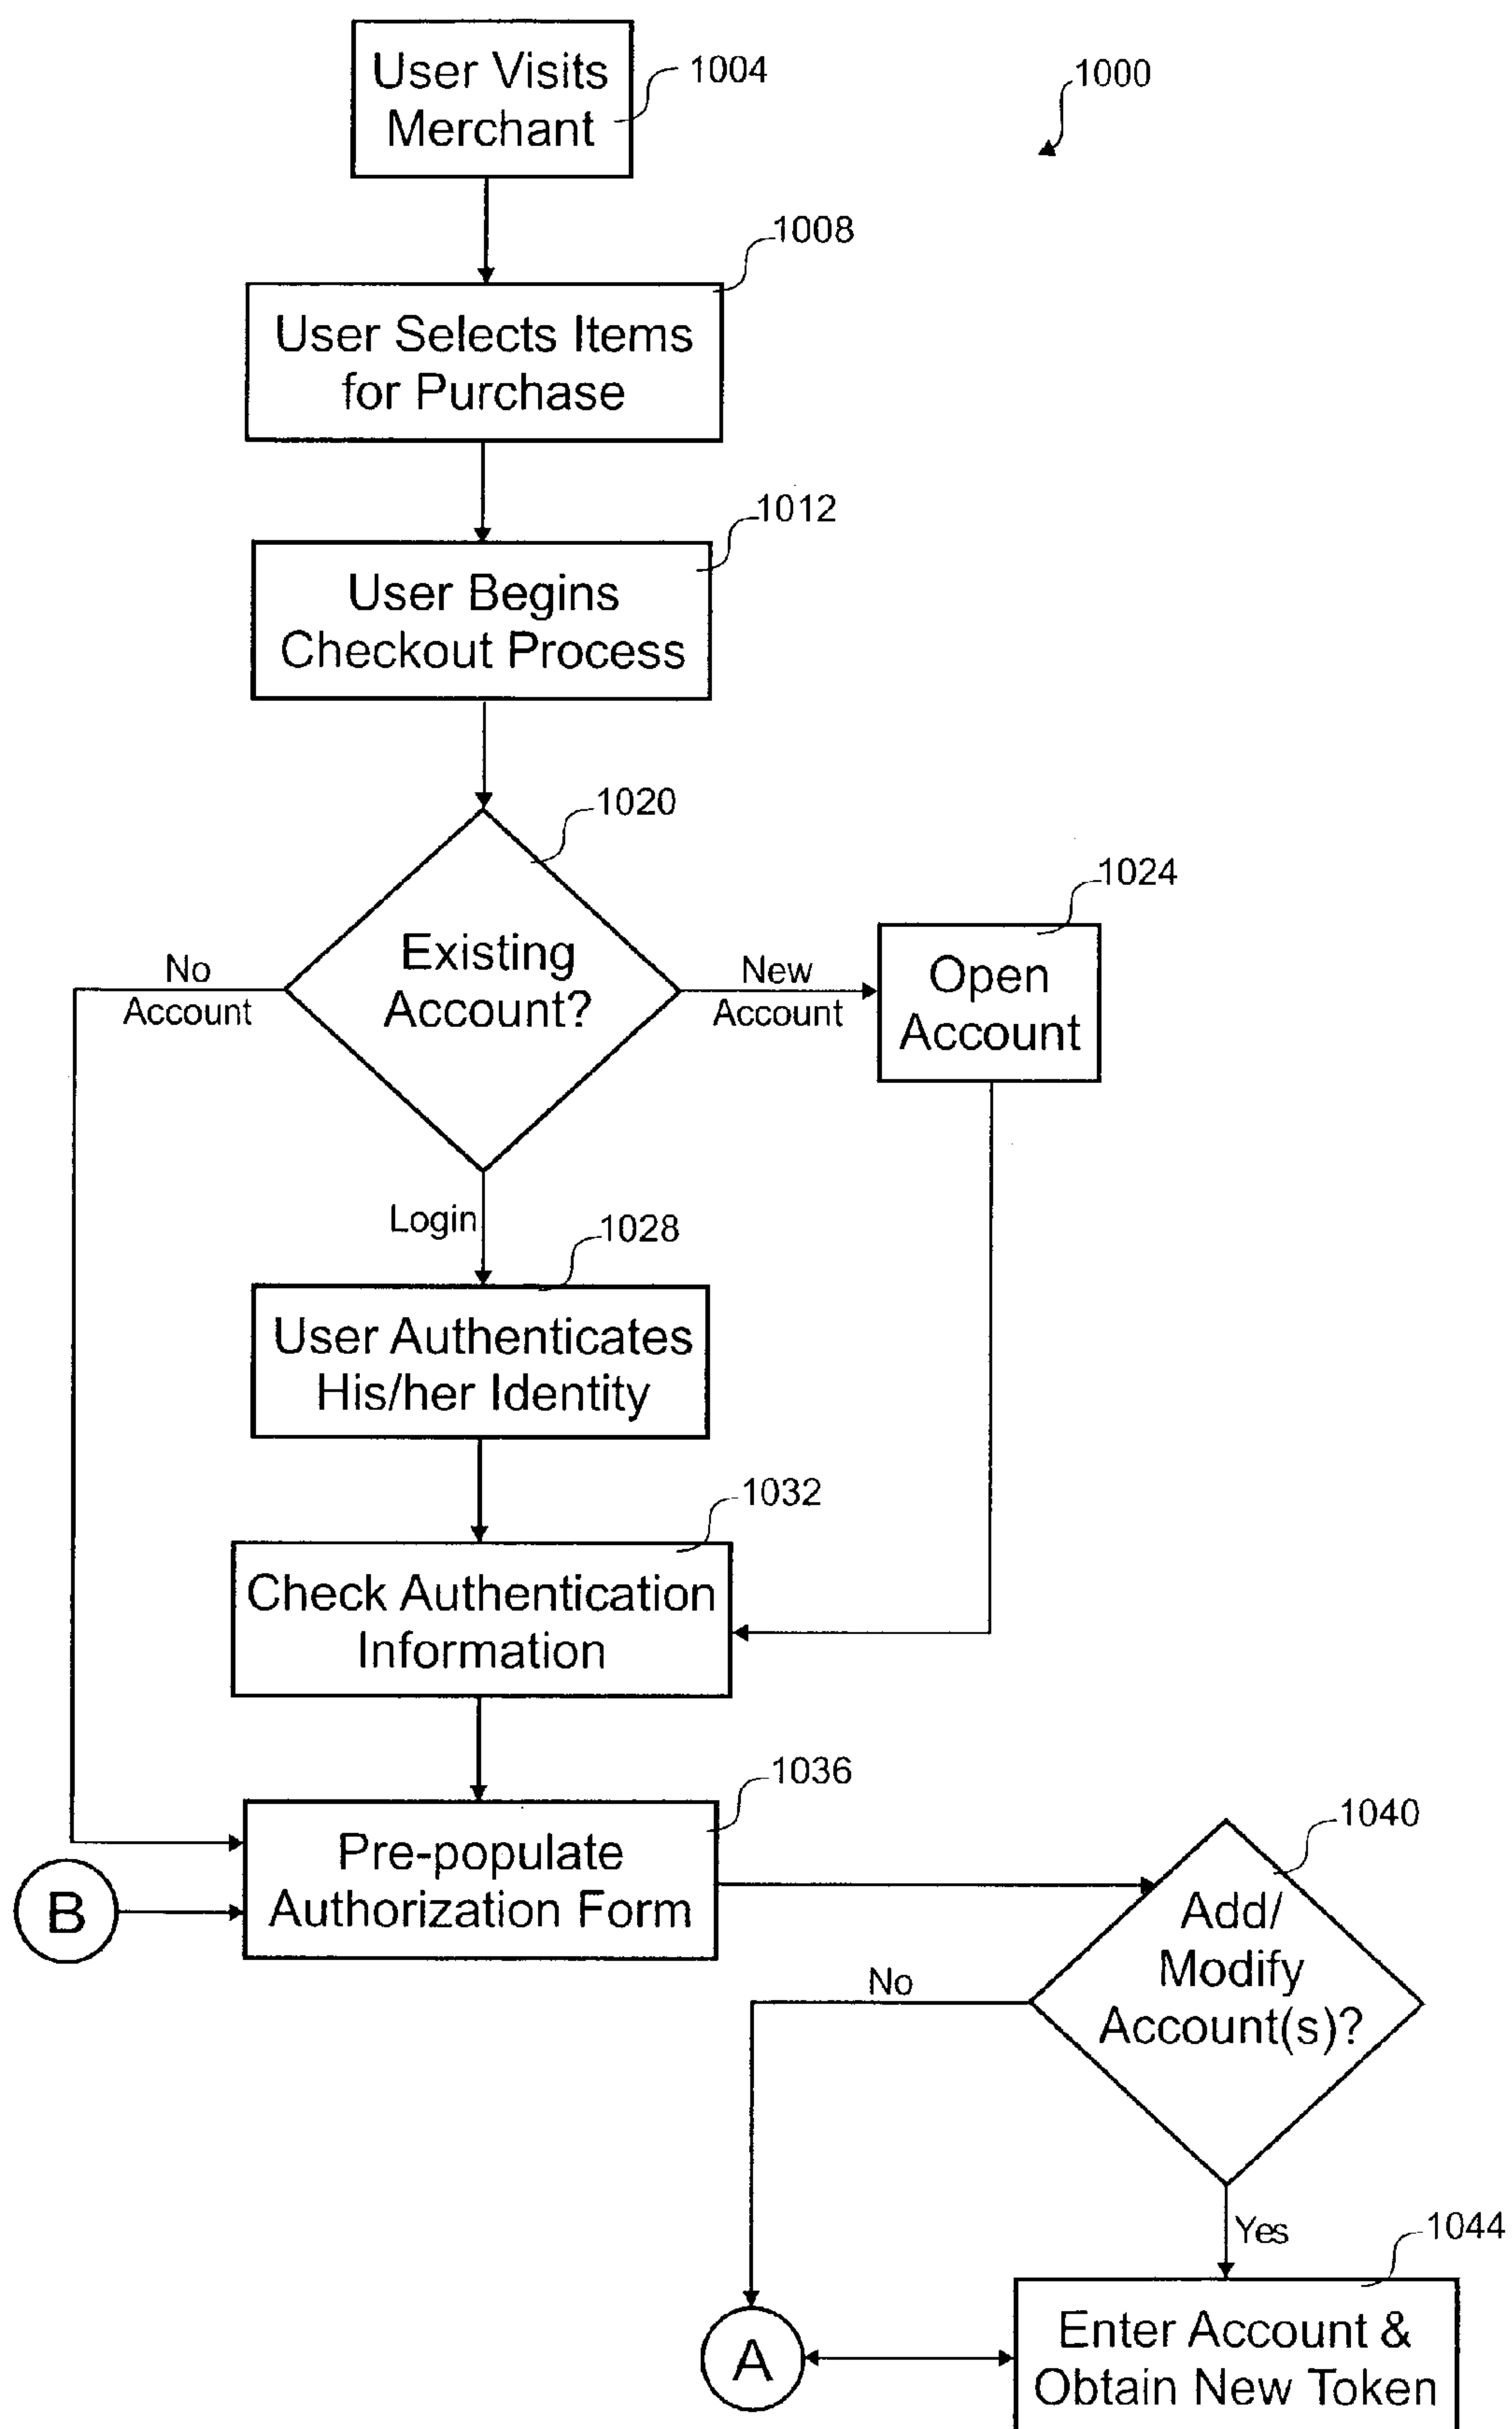 User Visits
Merchant
1004
1000
1008
User Selects Items
for Purchase
1012
User Begins
Checkout Process
1020
Existing
Account?
No
Account
New
Account
1024
Open
Account
Login
1028
User Authenticates
His/her Identity
1032
Check Authentication
Information
1036
Pre-populate
Authorization Form
B
1040
Add/
Modify
Account(s)?
No
Yes
1044
A
Enter Account &
Obtain New Token